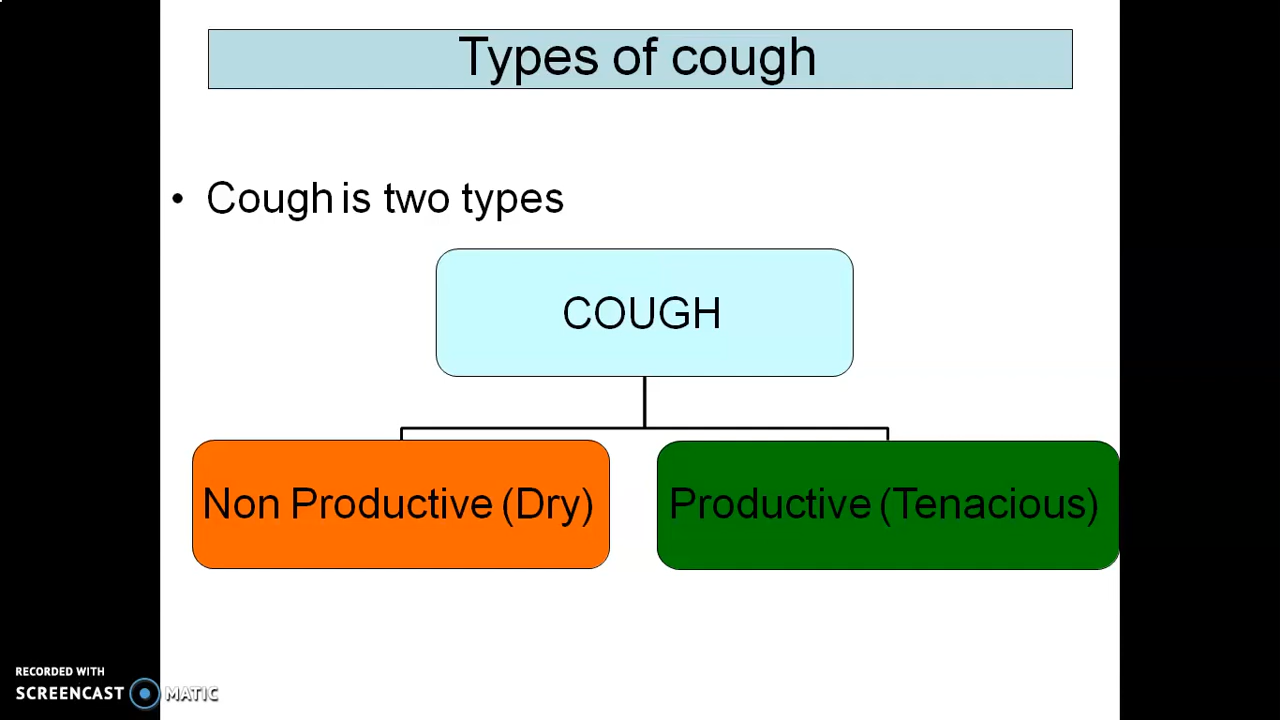 Types of cough
• Cough is two types
COUGH
Non Productive (Dry)
Productive (Tenacious)
RECORDED WITH
SCREENCAST MATIC